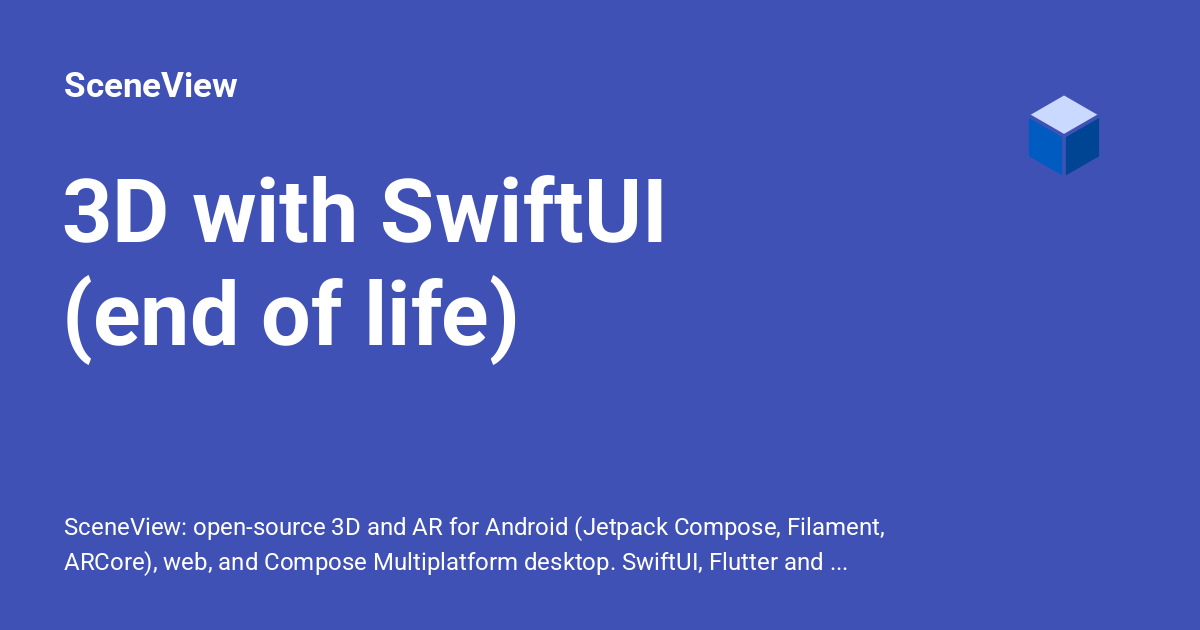 SceneView
3D with SwiftUI
(end of life)
SceneView: open-source 3D and AR for Android (Jetpack Compose, Filament,
ARCore), web, and Compose Multiplatform desktop. SwiftUI, Flutter and ...